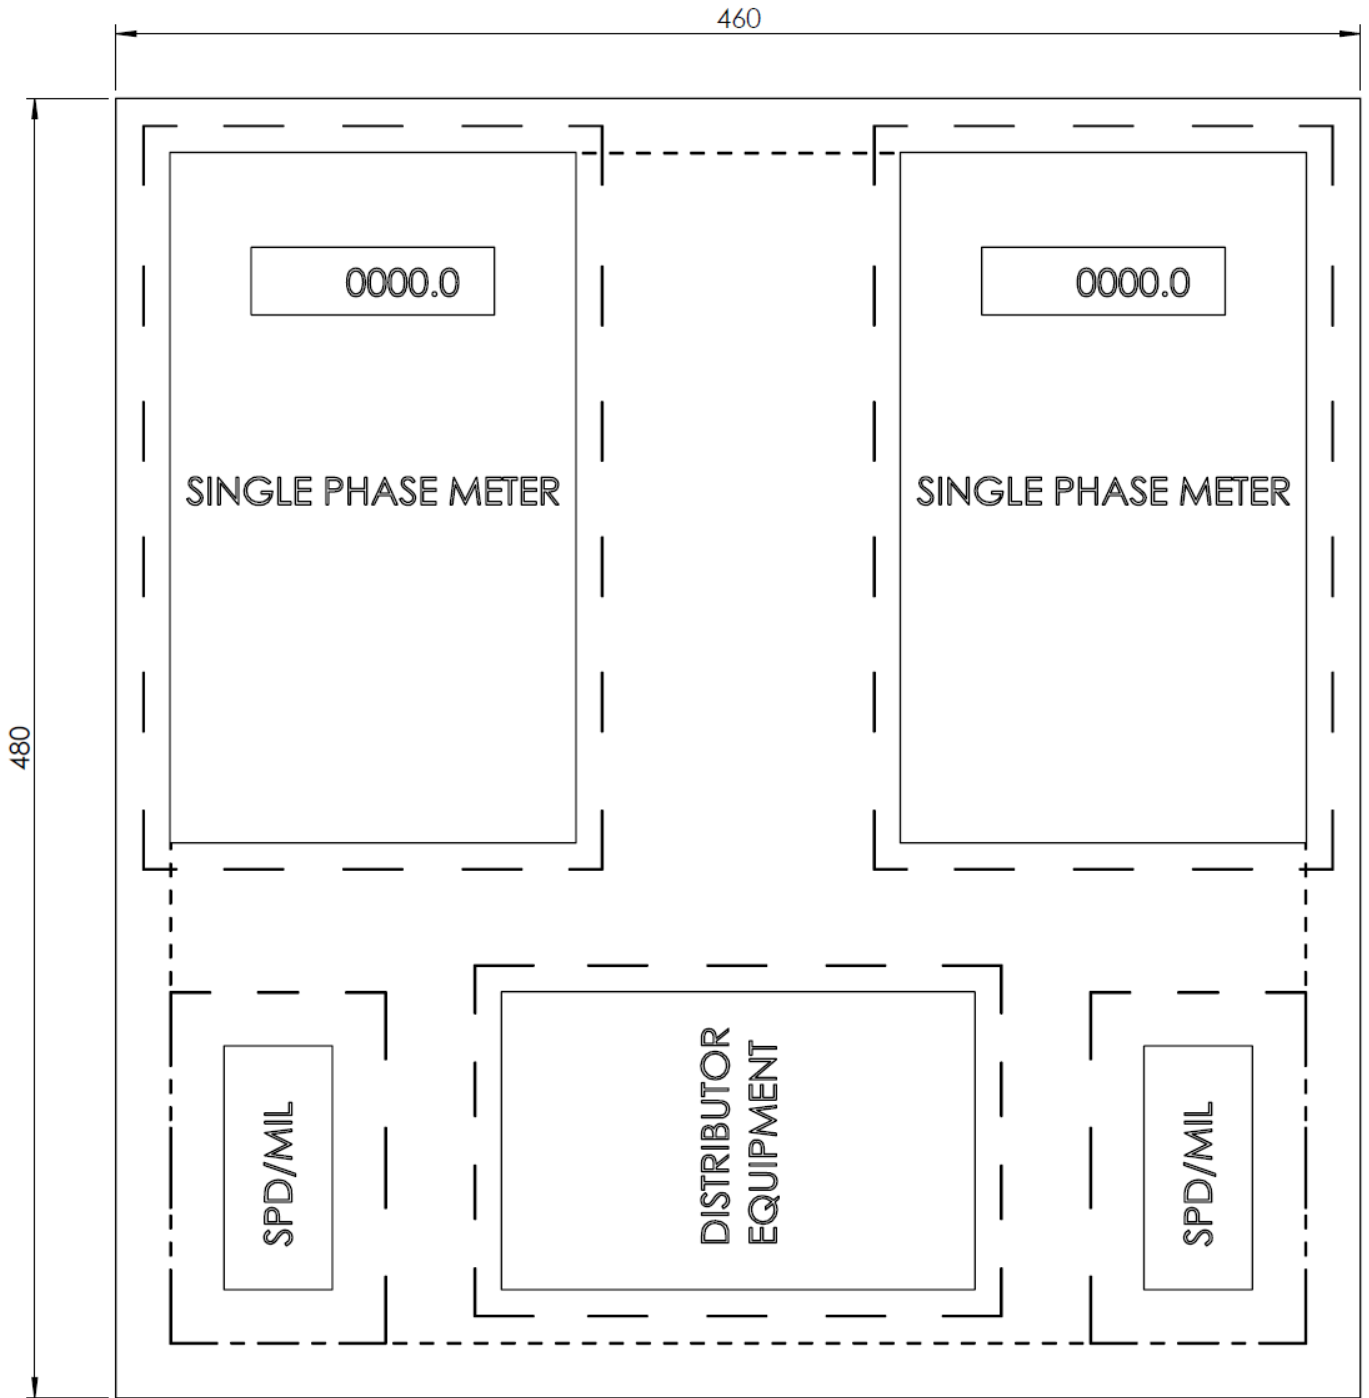 460
480
0000.0
0000.0
SINGLE PHASE METER
SINGLE PHASE METER
SPD/MIL
DISTRIBUTOR
EQUIPMENT
SPD/MIL